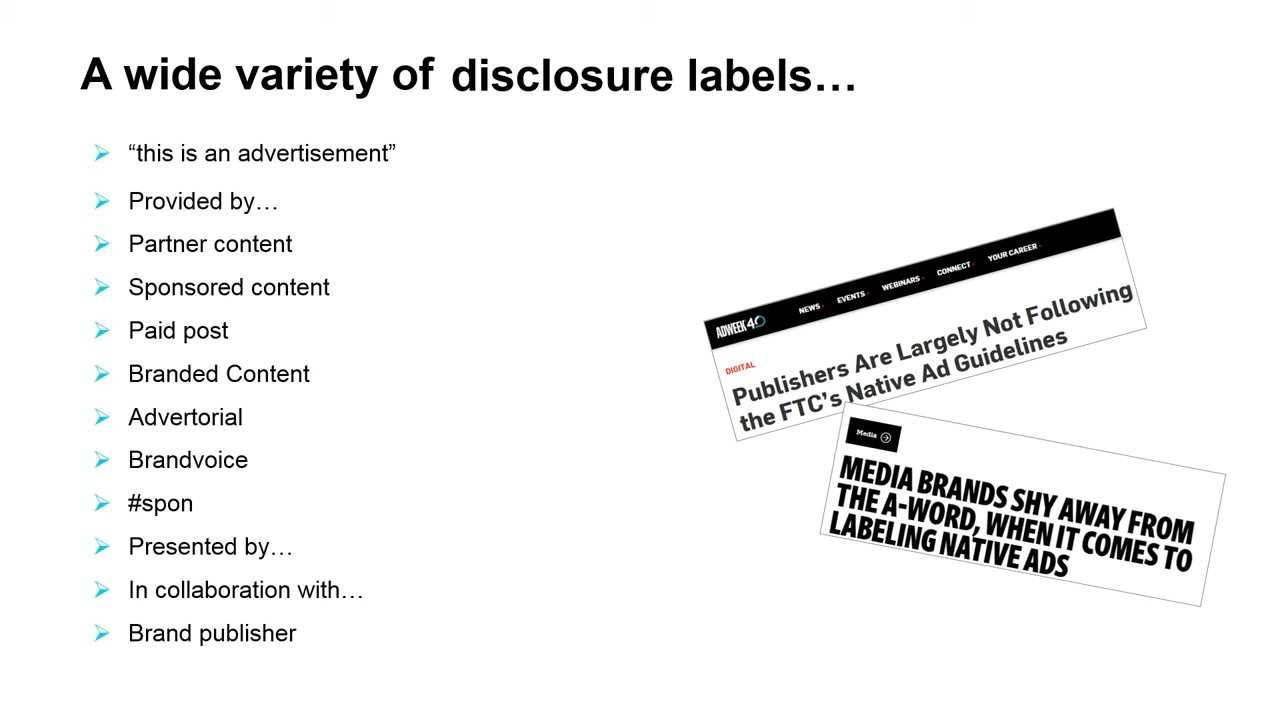 A wide variety of disclosure labels…
“this is an advertisement”
Provided by…
Partner content
Sponsored content
Paid post
Branded Content
Advertorial
Brandvoice
#spon
Presented by…
In collaboration with…
Brand publisher
ADWEEK 40 NEWS EVENTS WEBINARS CONNECT YOUR CAREER
DIGITAL
Publishers Are Largely Not Following
the FTC’s Native Ad Guidelines
Media
MEDIA BRANDS SHY AWAY FROM
THE A-WORD, WHEN IT COMES TO
LABELING NATIVE ADS